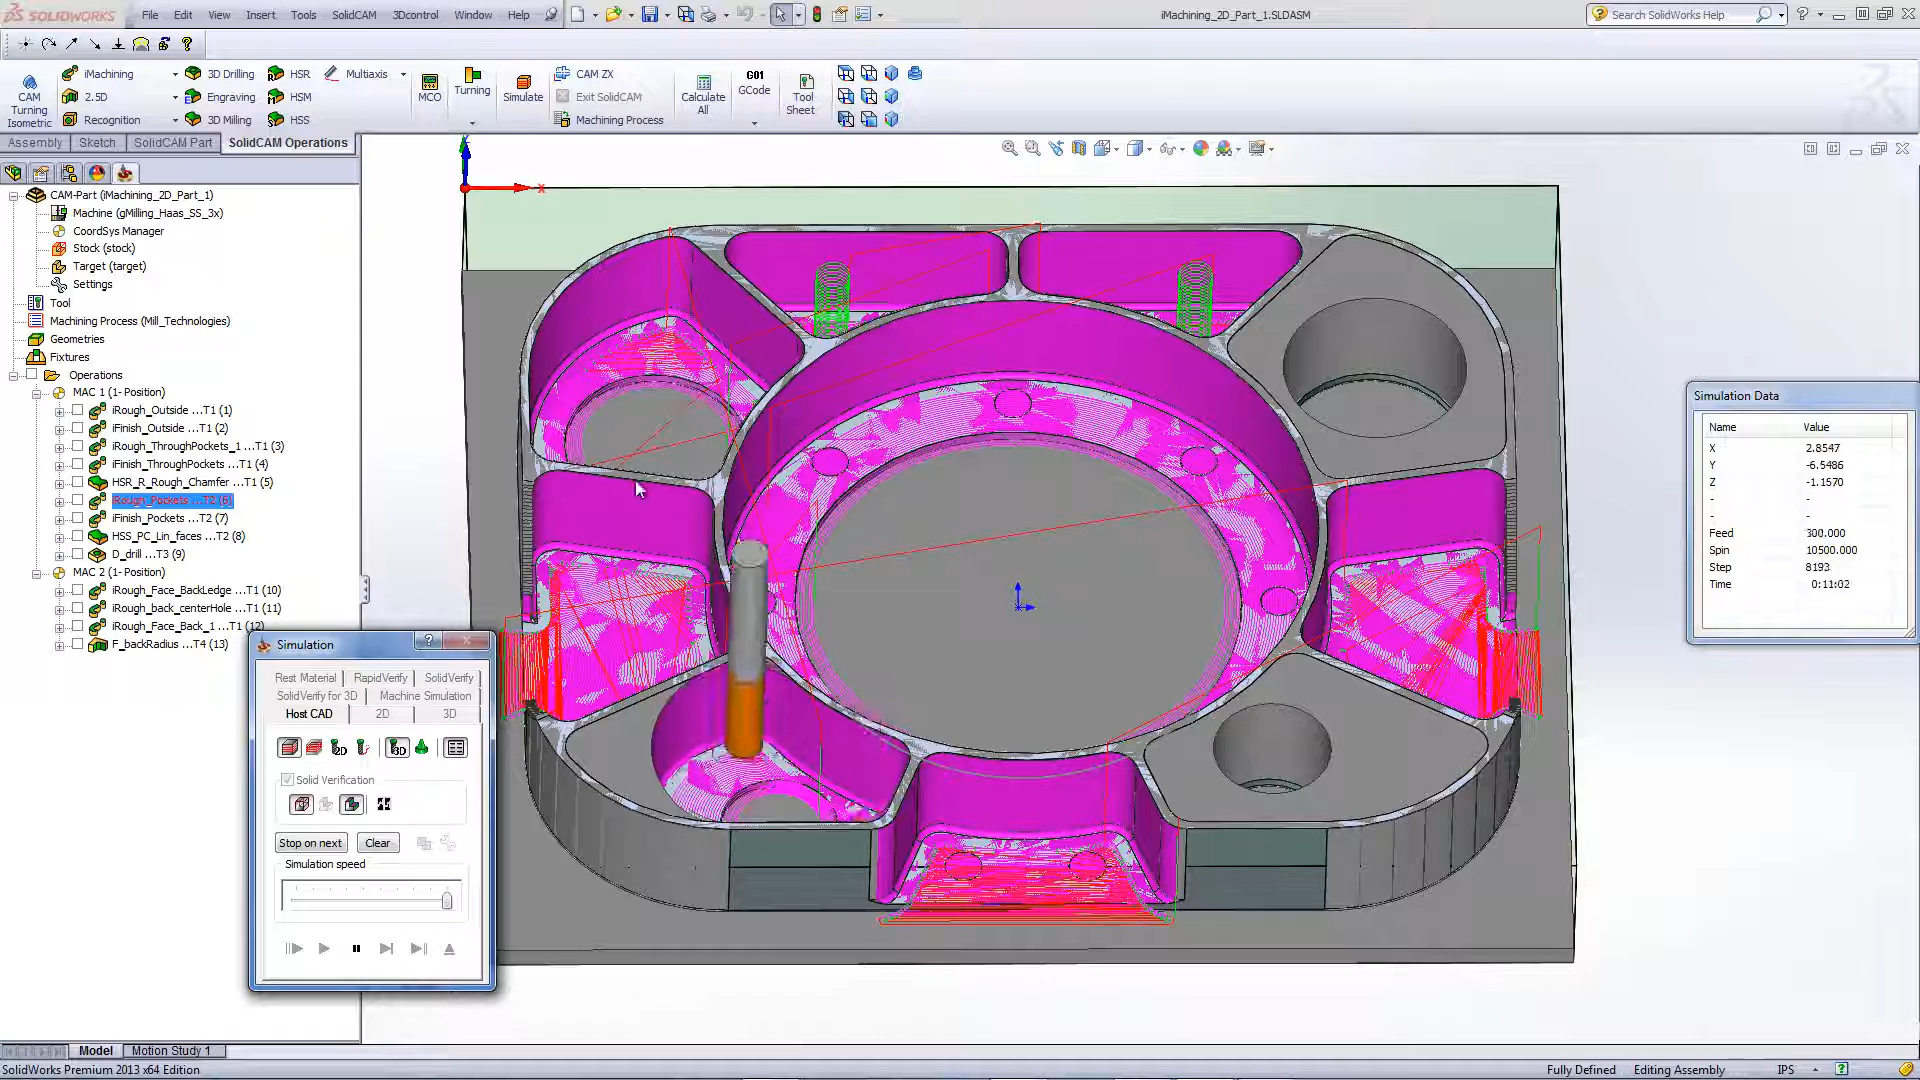 SOLIDWORKS File Edit View Insert Tools SolidCAM 3Dcontrol Window Help
iMachining_2D_Part_1.SLDASM
Search SolidWorks Help
CAM Turning Isometric
iMachining
2.5D
Recognition
3D Drilling
Engraving
3D Milling
HSR
HSM
HSS
Multiaxis
MCO
Turning
Simulate
CAM ZX
Exit SolidCAM
Machining Process
Calculate All
G01
GCode
Tool Sheet
Assembly Sketch SolidCAM Part SolidCAM Operations
CAM-Part (iMachining_2D_Part_1)
Machine (gMilling_Haas_SS_3x)
CoordSys Manager
Stock (stock)
Target (target)
Settings
Tool
Machining Process (Mill_Technologies)
Geometries
Fixtures
Operations
MAC 1 (1- Position)
iRough_Outside ...T1 (1)
iFinish_Outside ...T1 (2)
iRough_ThroughPockets_1 ...T1 (3)
iFinish_ThroughPockets ...T1 (4)
HSR_R_Rough_Chamfer ...T1 (5)
iRough_Pockets ...T2 (6)
iFinish_Pockets ...T2 (7)
HSS_PC_Lin_faces ...T2 (8)
D_drill ...T3 (9)
MAC 2 (1- Position)
iRough_Face_BackLedge ...T1 (10)
iRough_back_centerHole ...T1 (11)
iRough_Face_Back_1 ...T1 (12)
F_backRadius ...T4 (13)
X
Simulation
Rest Material RapidVerify SolidVerify
SolidVerify for 3D Machine Simulation
Host CAD 2D 3D
2D
3D
Solid Verification
Stop on next Clear
Simulation speed
Simulation Data
Name Value
X 2.8547
Y -6.5486
Z -1.1570
- -
- -
Feed 300.000
Spin 10500.000
Step 8193
Time 0:11:02
Model Motion Study 1
SolidWorks Premium 2013 x64 Edition
Fully Defined Editing Assembly IPS